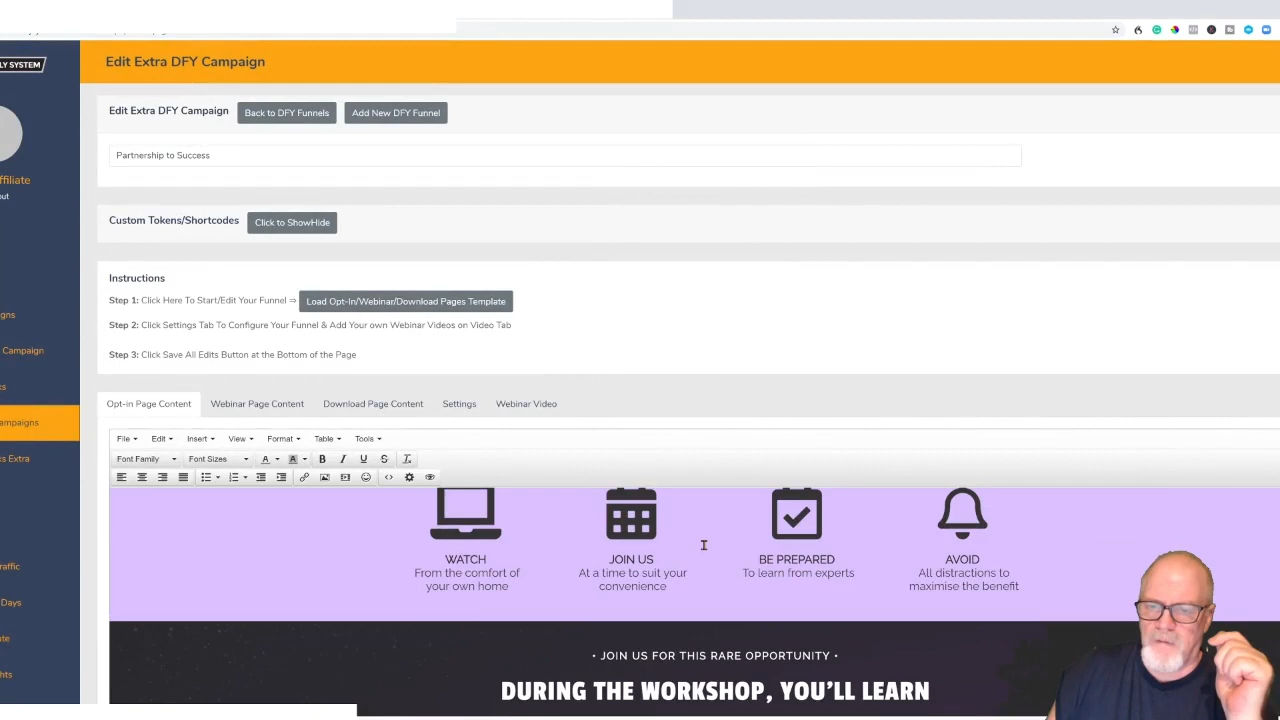 LY SYSTEM
Edit Extra DFY Campaign
Edit Extra DFY Campaign
Back to DFY Funnels
Add New DFY Funnel
Partnership to Success
ffiliate
out
Custom Tokens/Shortcodes
Click to ShowHide
Instructions
Step 1: Click Here To Start/Edit Your Funnel ⇒
Load Opt-In/Webinar/Download Pages Template
Step 2: Click Settings Tab To Configure Your Funnel & Add Your own Webinar Videos on Video Tab
Step 3: Click Save All Edits Button at the Bottom of the Page
gns
Campaign
s
ampaigns
s Extra
raffic
Days
te
hts
Opt-in Page Content Webinar Page Content Download Page Content Settings Webinar Video
File Edit Insert View Format Table Tools
Font Family Font Sizes A A B I U S Tx
WATCH
From the comfort of
your own home
JOIN US
At a time to suit your
convenience
BE PREPARED
To learn from experts
AVOID
All distractions to
maximise the benefit
• JOIN US FOR THIS RARE OPPORTUNITY •
DURING THE WORKSHOP, YOU'LL LEARN